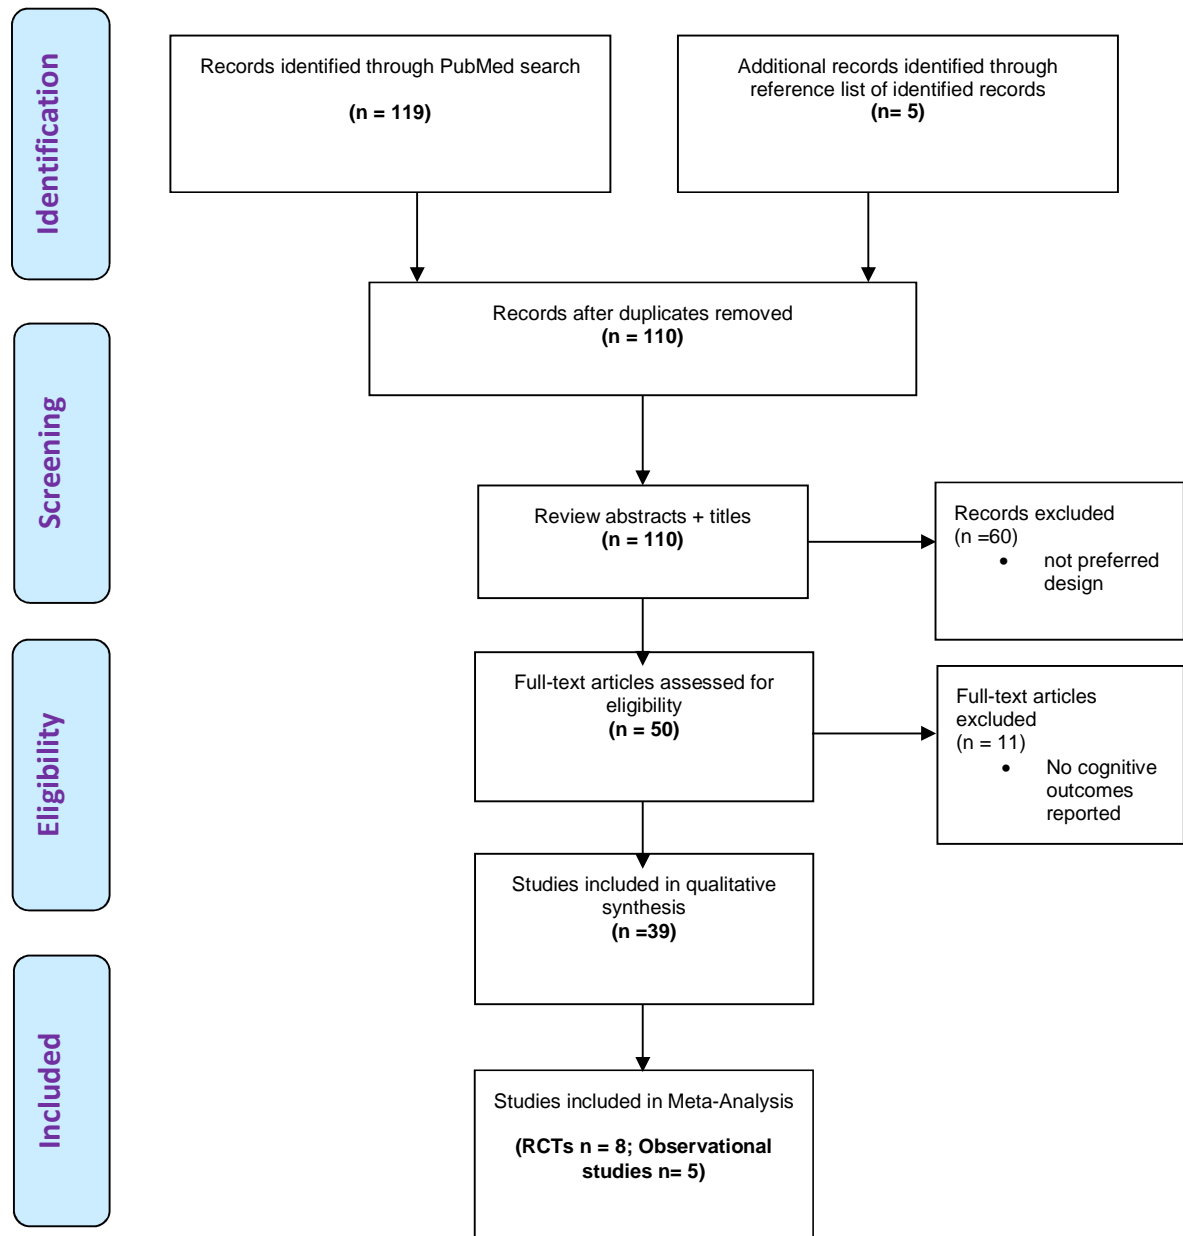 Identification
Records identified through PubMed search
(n = 119)
Additional records identified through
reference list of identified records
(n= 5)
Records after duplicates removed
(n = 110)
Screening
Review abstracts + titles
(n = 110)
Records excluded
(n =60)
• not preferred
design
Eligibility
Full-text articles assessed for
eligibility
(n = 50)
Full-text articles
excluded
(n = 11)
• No cognitive
outcomes
reported
Studies included in qualitative
synthesis
(n =39)
Included
Studies included in Meta-Analysis
(RCTs n = 8; Observational
studies n= 5)